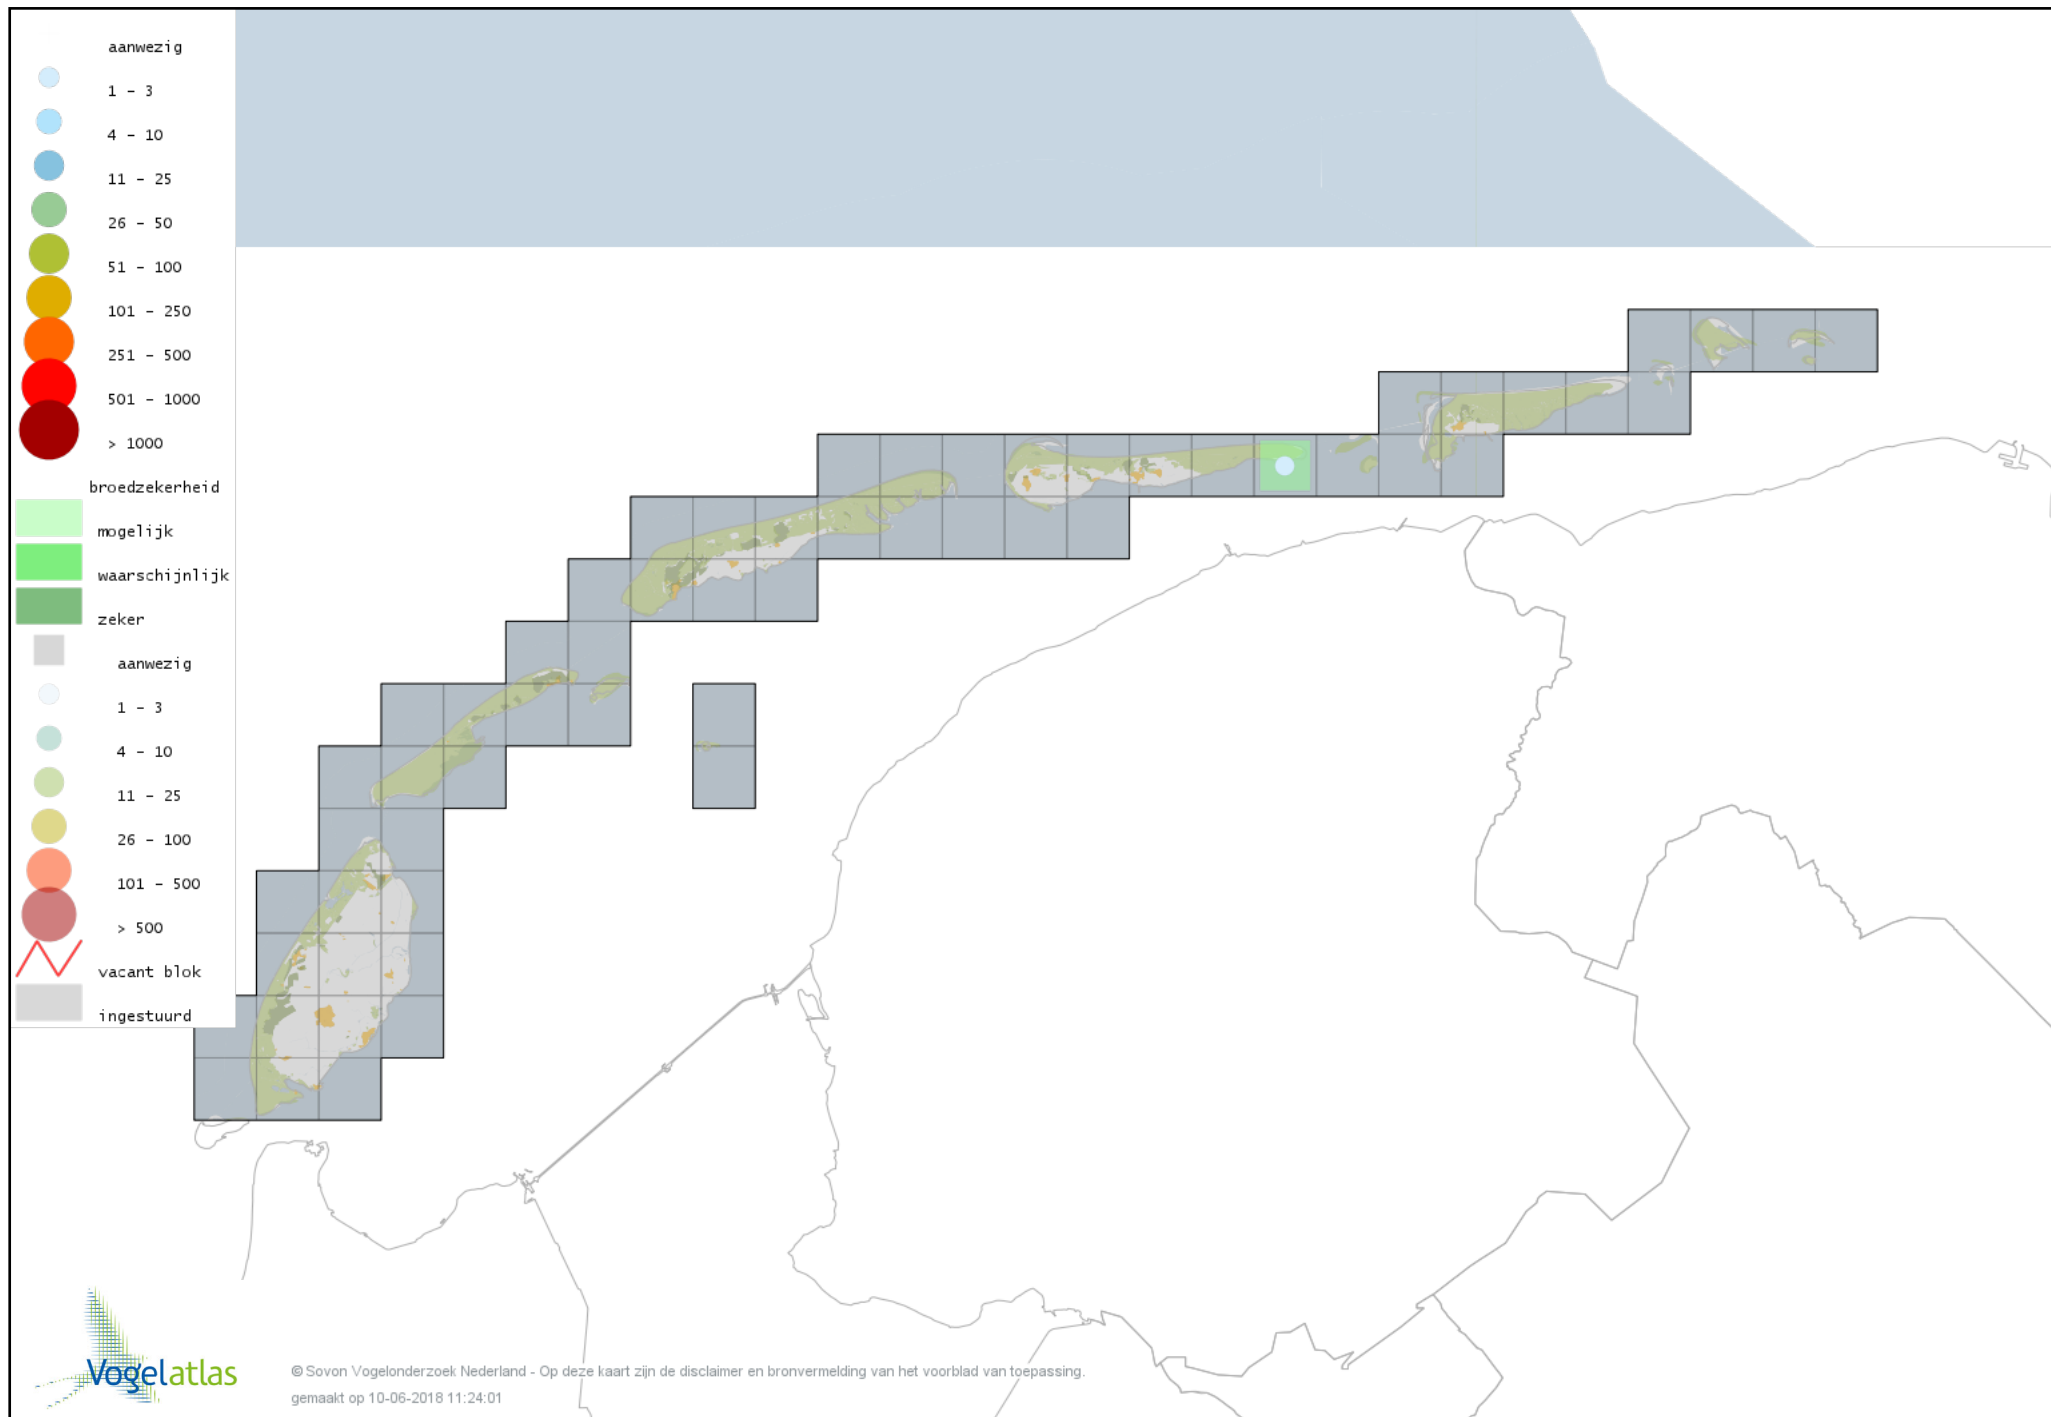 aanwezig
1 - 3
4 - 10
11 - 25
26 - 50
51 - 100
101 - 250
251 - 500
501 - 1000
> 1000
broedzekerheid
mogelijk
waarschijnlijk
zeker
aanwezig
1 - 3
4 - 10
11 - 25
26 - 100
101 - 500
> 500
vacant blok
ingestuurd
Vogelatlas
© Sovon Vogelonderzoek Nederland - Op deze kaart zijn de disclaimer en bronvermelding van het voorblad van toepassing.
gemaakt op 10-06-2018 11:24:01